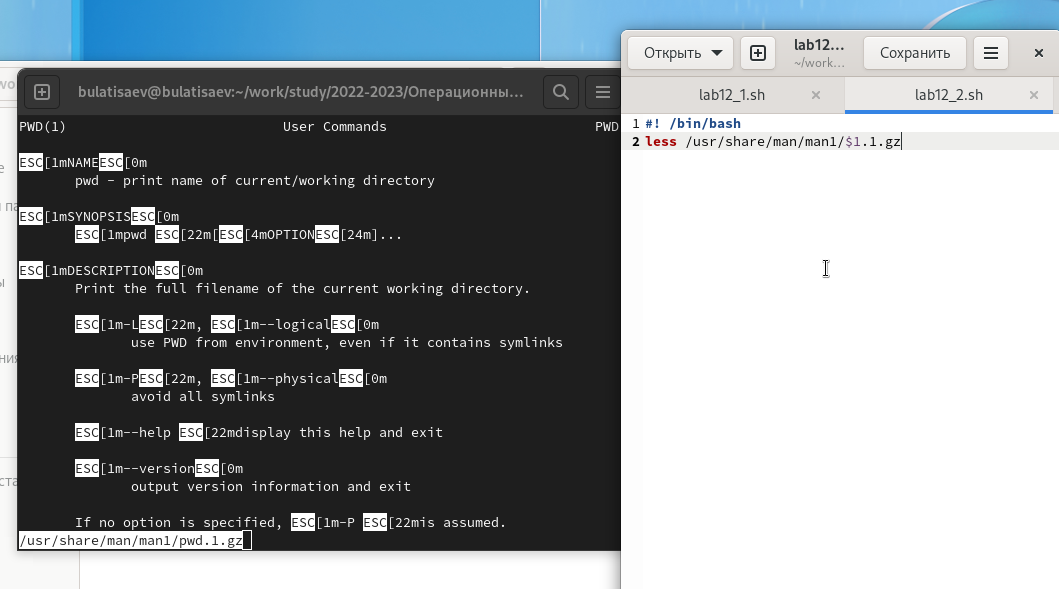 bulatisaev@bulatisaev:~/work/study/2022-2023/Операционны...
PWD(1) User Commands PWD
ESC[1mNAMEESC[0m
pwd - print name of current/working directory
ESC[1mSYNOPSISESC[0m
ESC[1mpwd ESC[22m[ESC[4mOPTIONESC[24m]...
ESC[1mDESCRIPTIONESC[0m
Print the full filename of the current working directory.
ESC[1m-LESC[22m, ESC[1m--logicalESC[0m
use PWD from environment, even if it contains symlinks
ESC[1m-PESC[22m, ESC[1m--physicalESC[0m
avoid all symlinks
ESC[1m--help ESC[22mdisplay this help and exit
ESC[1m--versionESC[0m
output version information and exit
If no option is specified, ESC[1m-P ESC[22mis assumed.
/usr/share/man/man1/pwd.1.gz
Открыть
lab12...
~/work...
Сохранить
lab12_1.sh
lab12_2.sh
1 #! /bin/bash
2 less /usr/share/man/man1/$1.1.gz